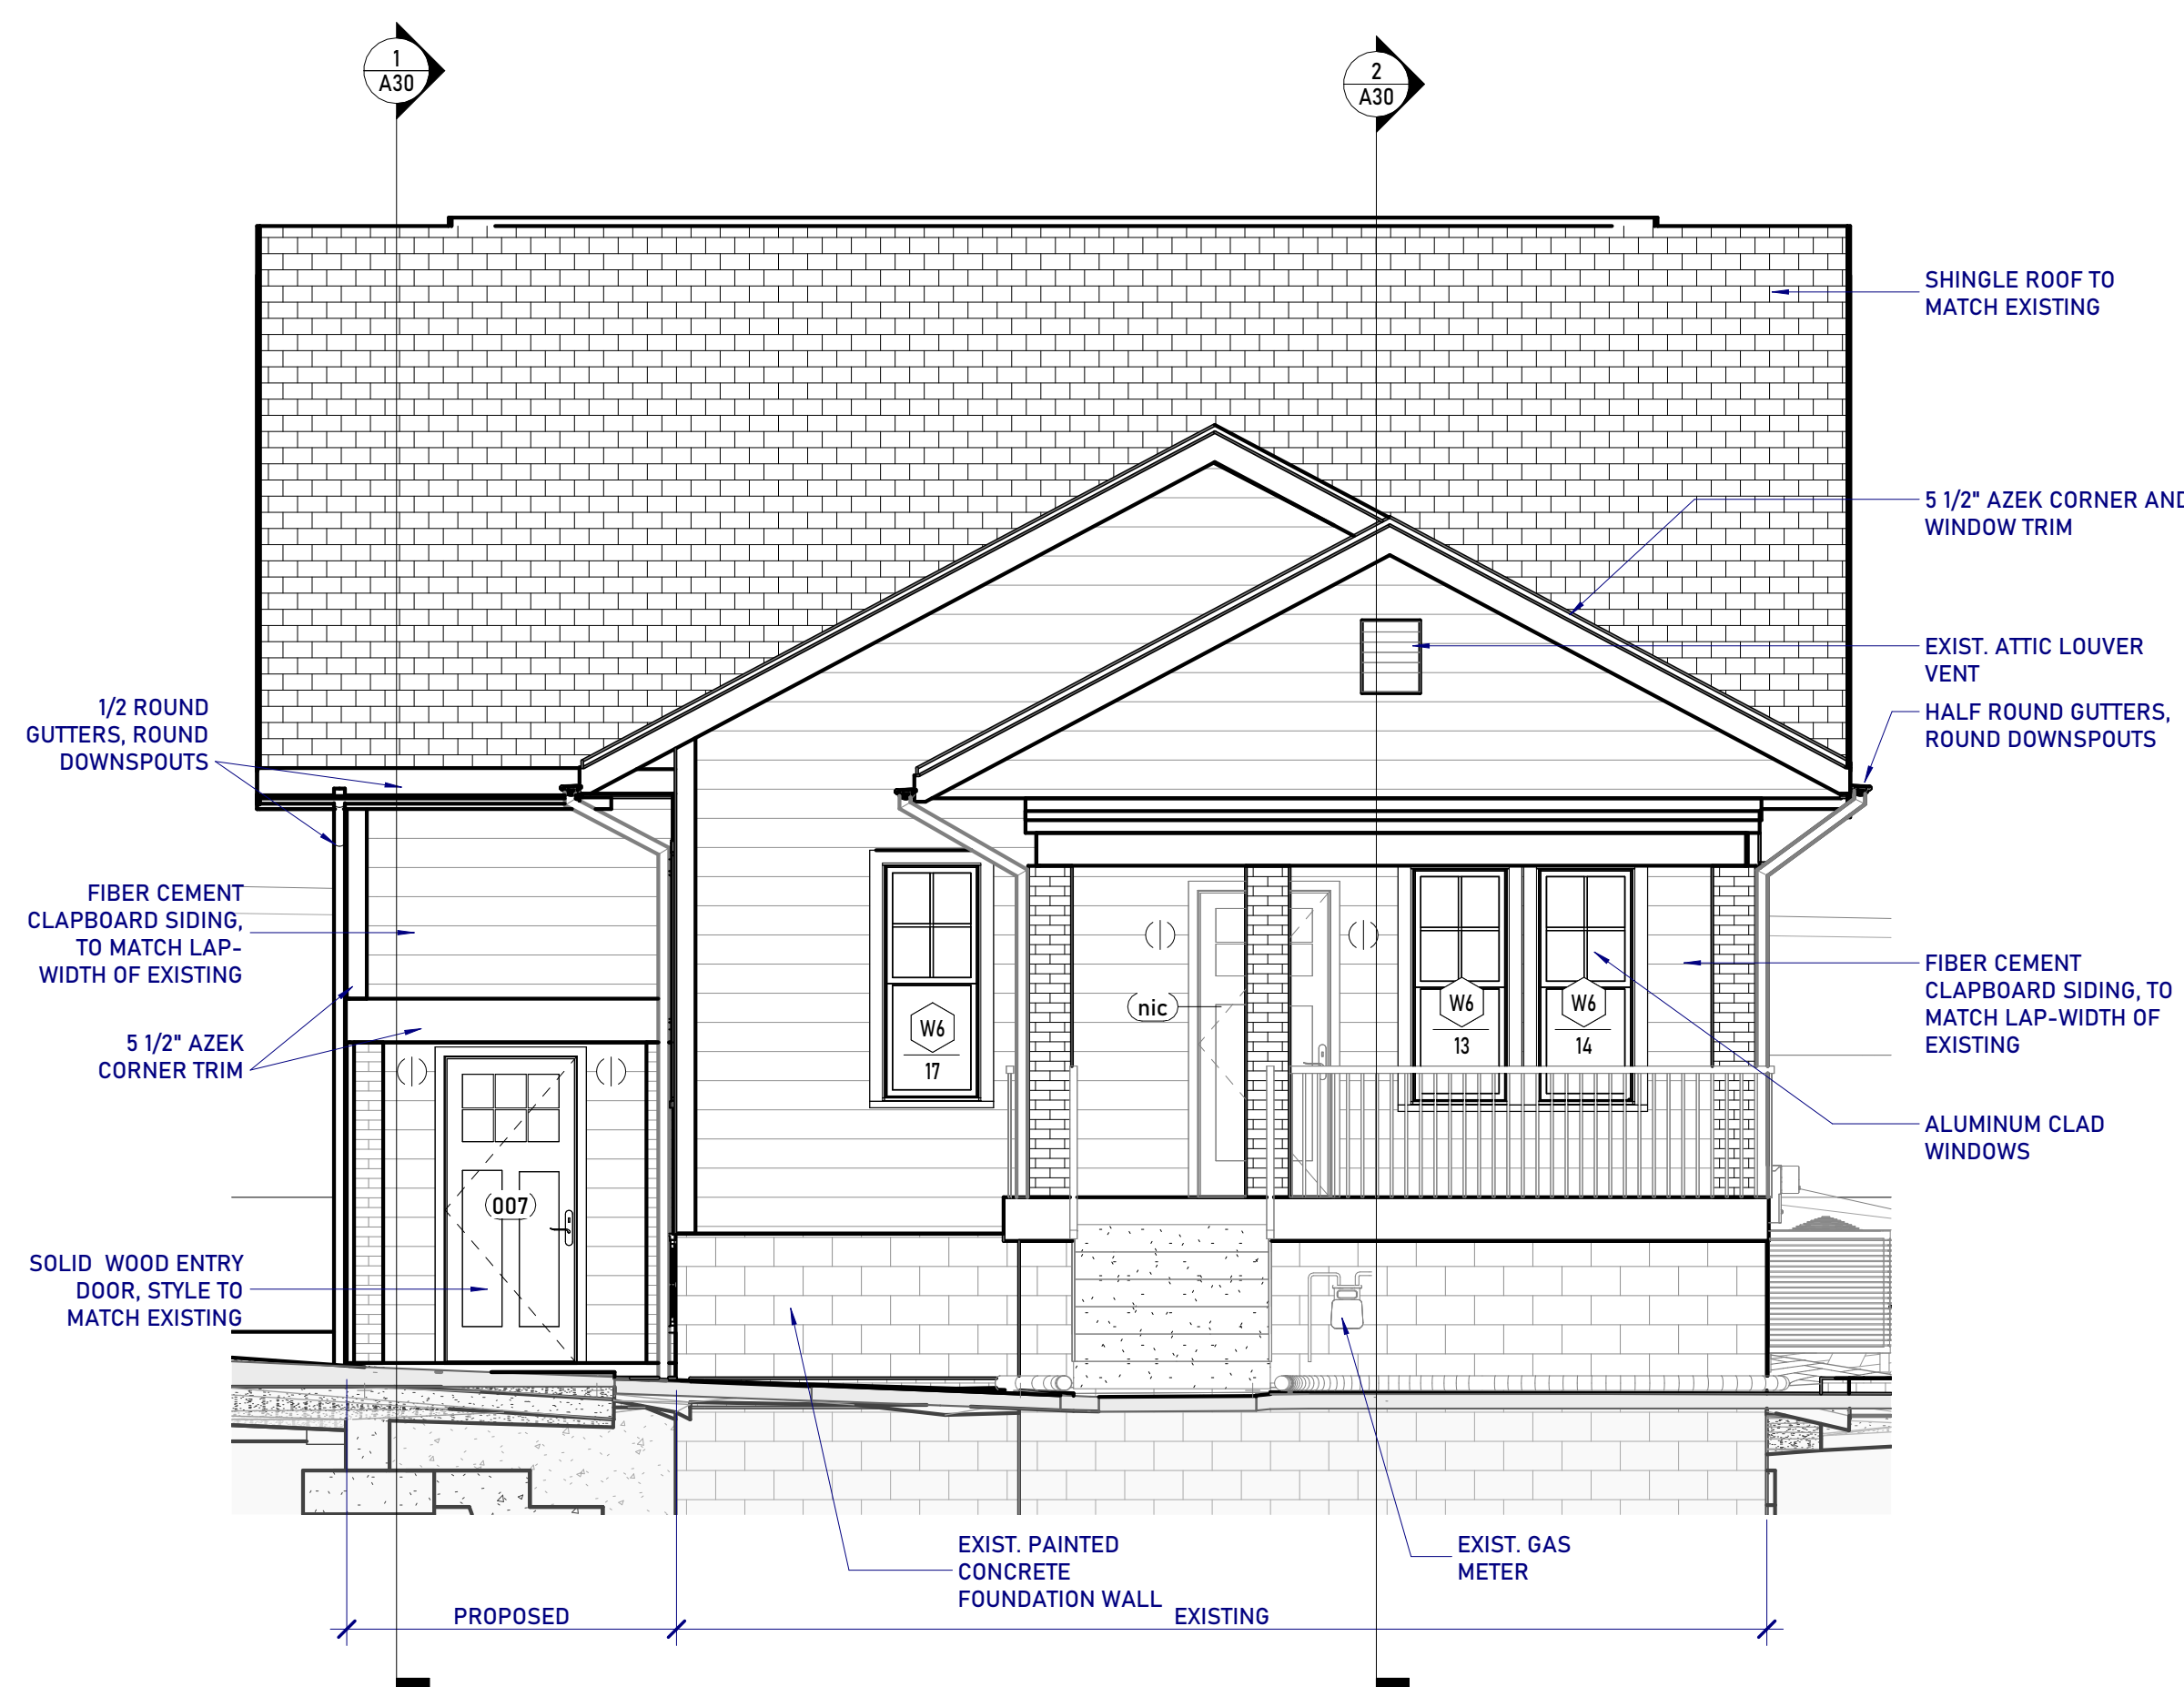 1
A30
2
A30
SHINGLE ROOF TO
MATCH EXISTING
5 1/2" AZEK CORNER AND
WINDOW TRIM
EXIST. ATTIC LOUVER
VENT
HALF ROUND GUTTERS,
ROUND DOWNSPOUTS
1/2 ROUND
GUTTERS, ROUND
DOWNSPOUTS
FIBER CEMENT
CLAPBOARD SIDING,
TO MATCH LAP-
WIDTH OF EXISTING
5 1/2" AZEK
CORNER TRIM
SOLID WOOD ENTRY
DOOR, STYLE TO
MATCH EXISTING
007
W6
17
nic
W6
13
W6
14
FIBER CEMENT
CLAPBOARD SIDING, TO
MATCH LAP-WIDTH OF
EXISTING
ALUMINUM CLAD
WINDOWS
EXIST. PAINTED
CONCRETE
FOUNDATION WALL
EXIST. GAS
METER
PROPOSED
EXISTING